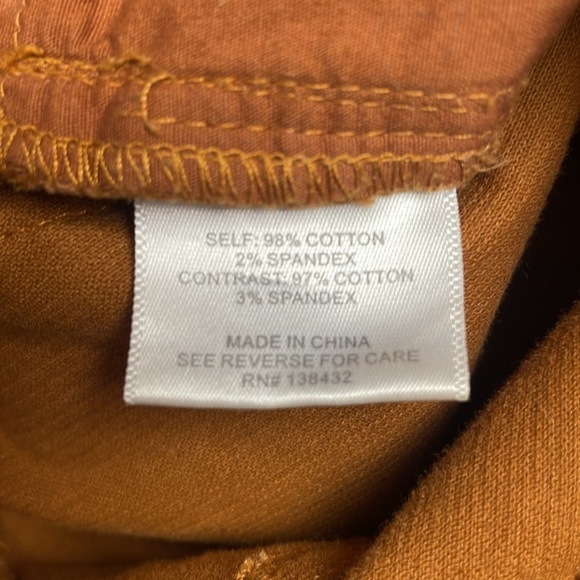 SELF: 98% COTTON
2% SPANDEX
CONTRAST: 97% COTTON
3% SPANDEX
MADE IN CHINA
SEE REVERSE FOR CARE
RN# 138432